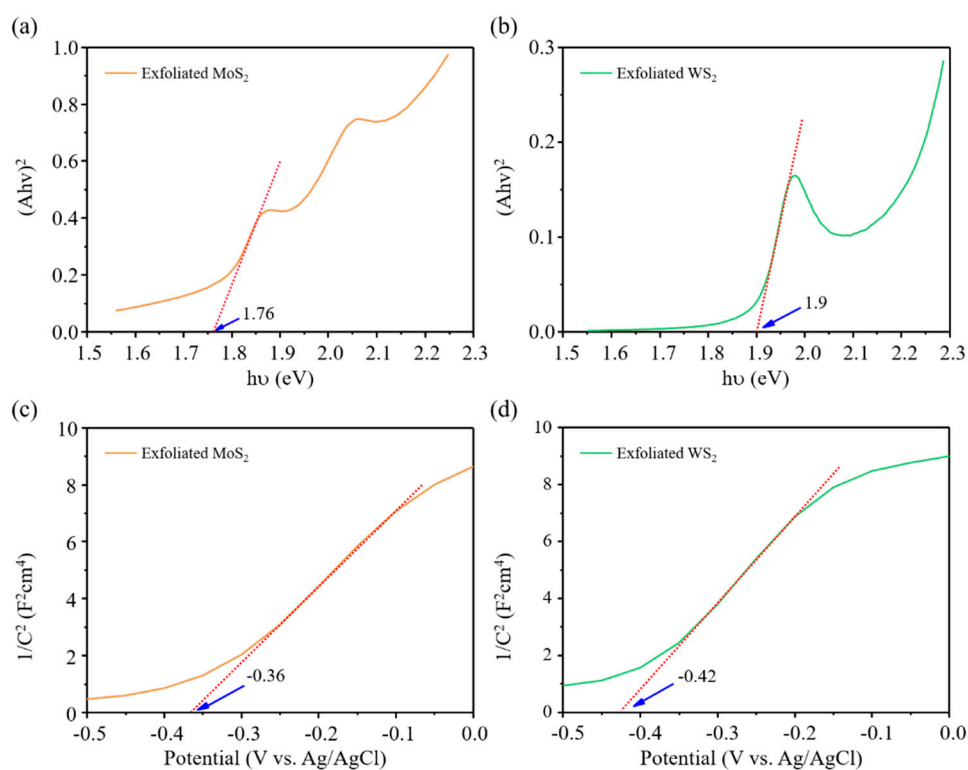 (a)
1.0
0.8
0.6
0.4
0.2
0.0
(Ahv)²
Exfoliated MoS₂
1.76
1.5 1.6 1.7 1.8 1.9 2.0 2.1 2.2 2.3
hυ (eV)
(b)
0.3
0.2
0.1
0.0
(Ahv)²
Exfoliated WS₂
1.9
1.5 1.6 1.7 1.8 1.9 2.0 2.1 2.2 2.3
hυ (eV)
(c)
10
8
6
4
2
0
1/C² (F²cm⁴)
Exfoliated MoS₂
-0.36
-0.5 -0.4 -0.3 -0.2 -0.1 0.0
Potential (V vs. Ag/AgCl)
(d)
10
8
6
4
2
0
1/C² (F²cm⁴)
Exfoliated WS₂
-0.42
-0.5 -0.4 -0.3 -0.2 -0.1 0.0
Potential (V vs. Ag/AgCl)